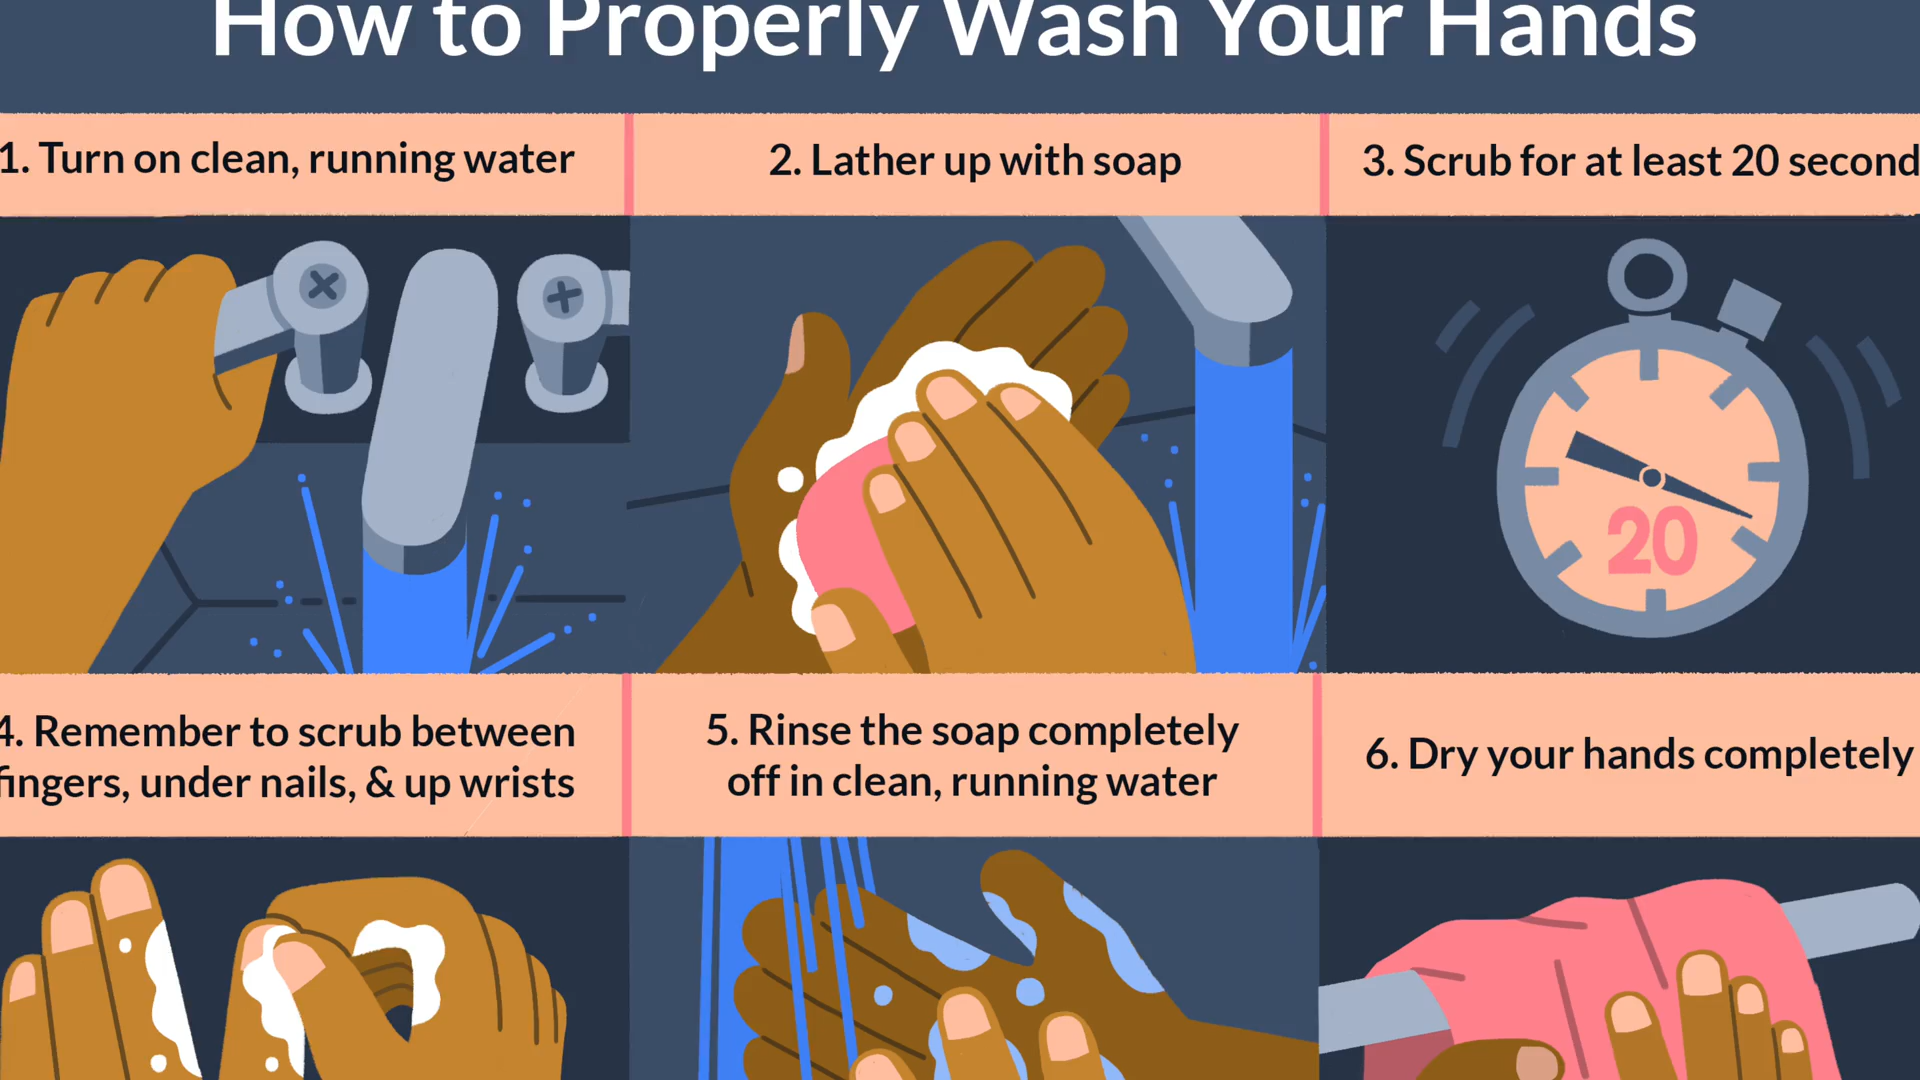 How to Properly Wash Your Hands
1. Turn on clean, running water
2. Lather up with soap
3. Scrub for at least 20 second
20
4. Remember to scrub between
fingers, under nails, & up wrists
5. Rinse the soap completely
off in clean, running water
6. Dry your hands completely